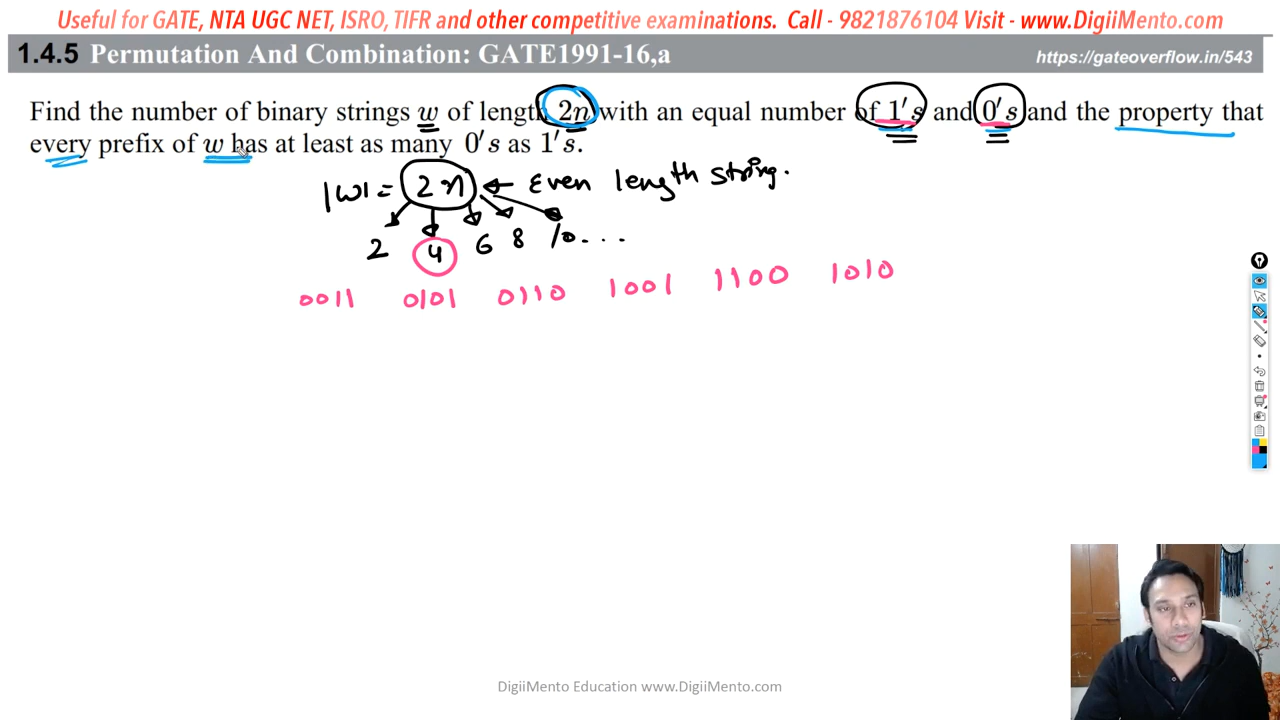 Useful for GATE, NTA UGC NET, ISRO, TIFR and other competitive examinations. Call - 9821876104 Visit - www.DigiiMento.com
1.4.5 Permutation And Combination: GATE1991-16,a https://gateoverflow.in/543
Find the number of binary strings w of length 2n with an equal number of 1's and 0's and the property that
every prefix of w has at least as many 0's as 1's.
|w| = 2n ← Even length string.
2 4 6 8 10...
0011 0101 0110 1001 1100 1010
DigiiMento Education www.DigiiMento.com